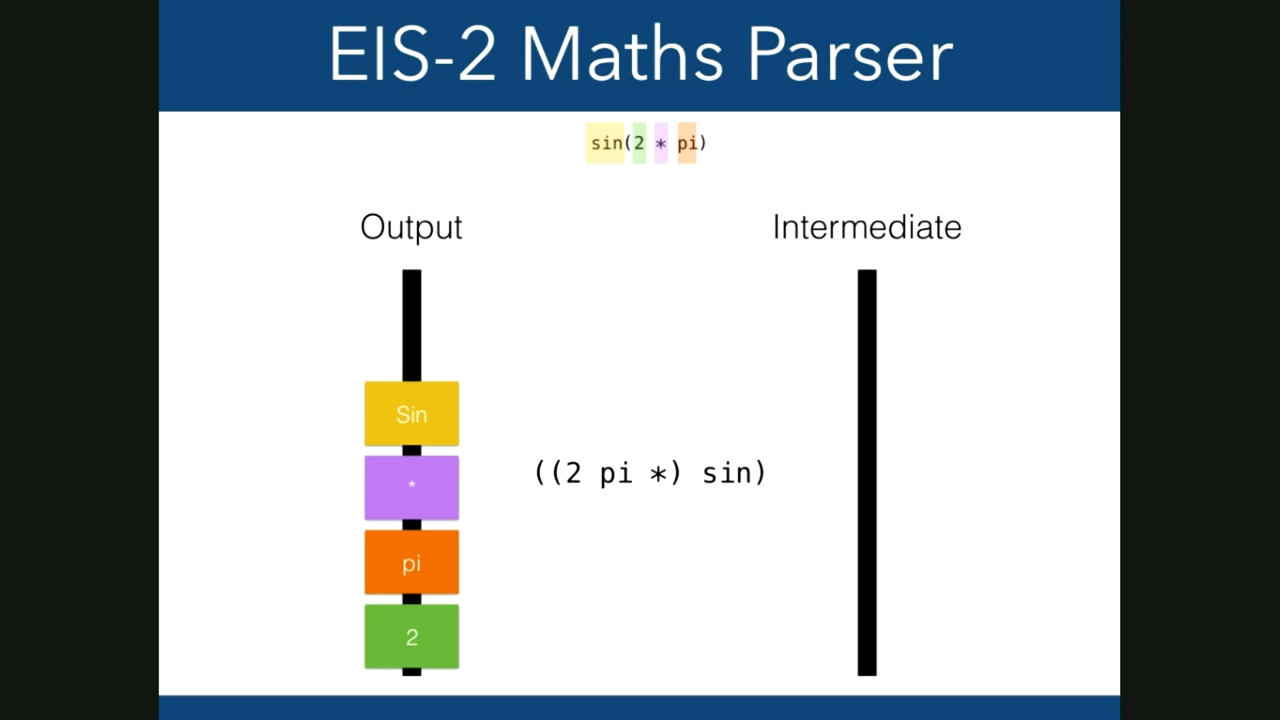 EIS-2 Maths Parser
sin(2 * pi)
Output
Intermediate
Sin
*
((2 pi *) sin)
pi
2